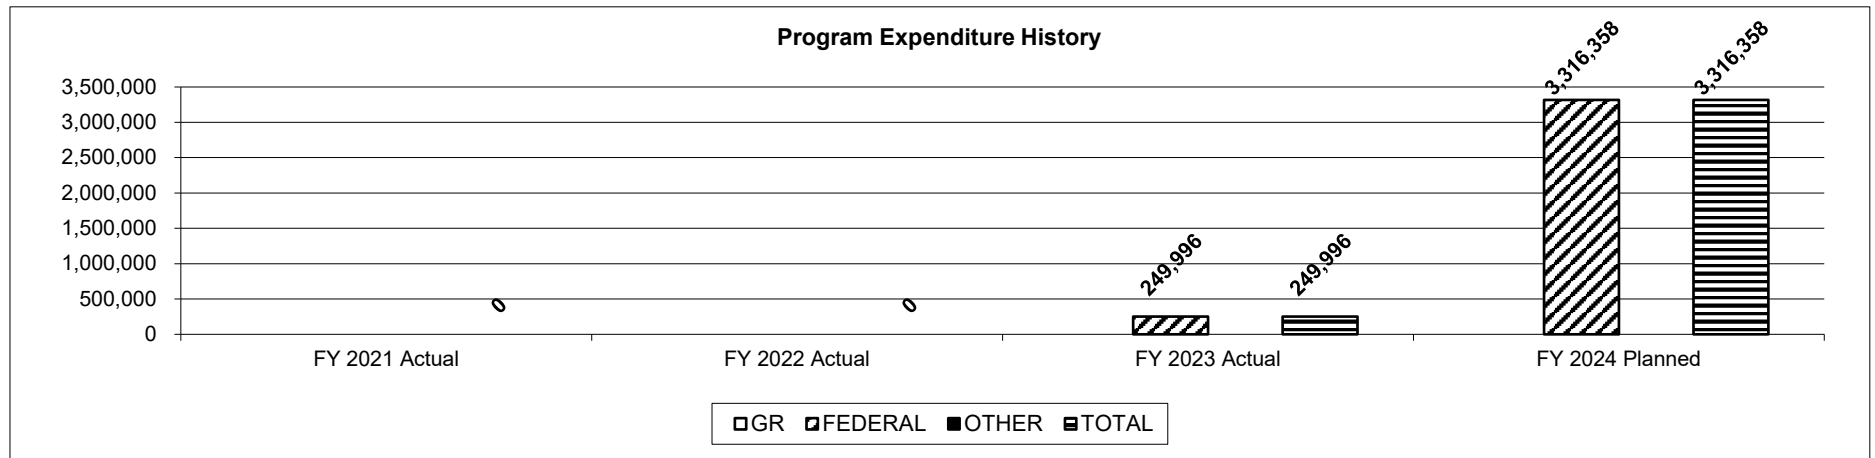 Program Expenditure History
3,500,000
3,000,000
2,500,000
2,000,000
1,500,000
1,000,000
500,000
0
0
0
249,996
249,996
3,316,358
3,316,358
FY 2021 Actual
FY 2022 Actual
FY 2023 Actual
FY 2024 Planned
GR FEDERAL OTHER TOTAL